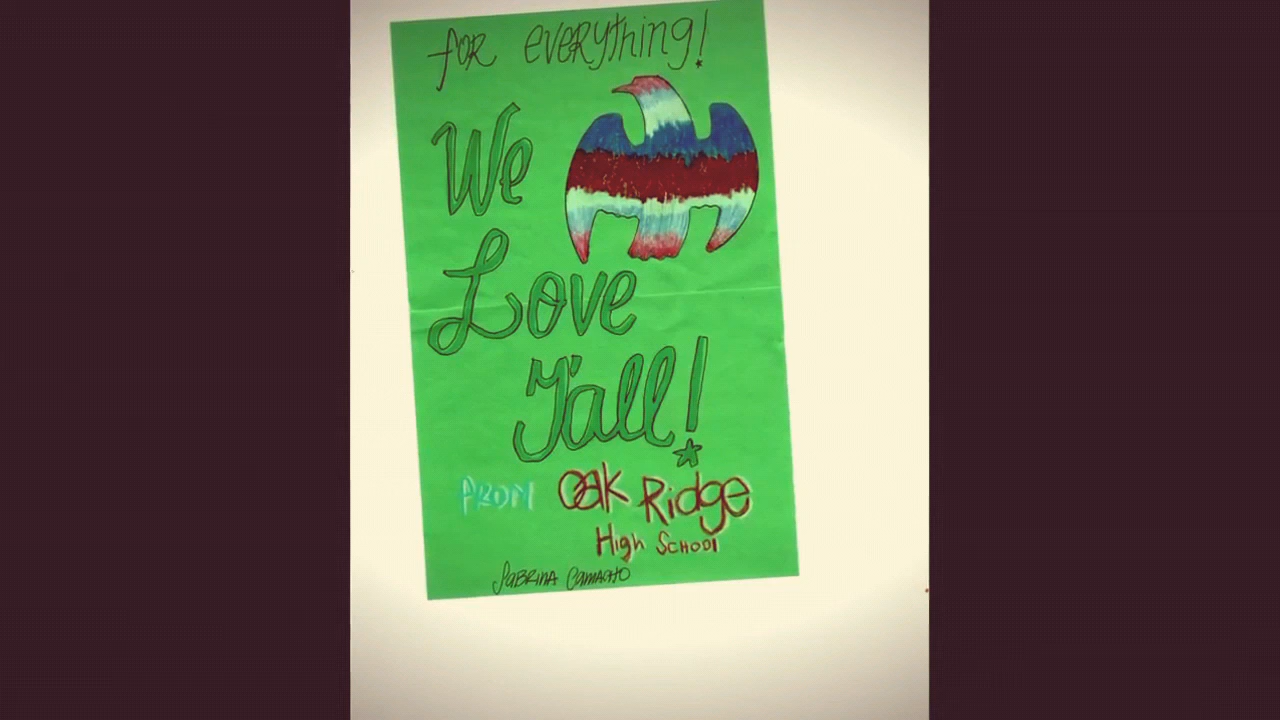 for everything!
We
Love
Y'all!
FROM Oak Ridge
High School
Sabrina Camacho